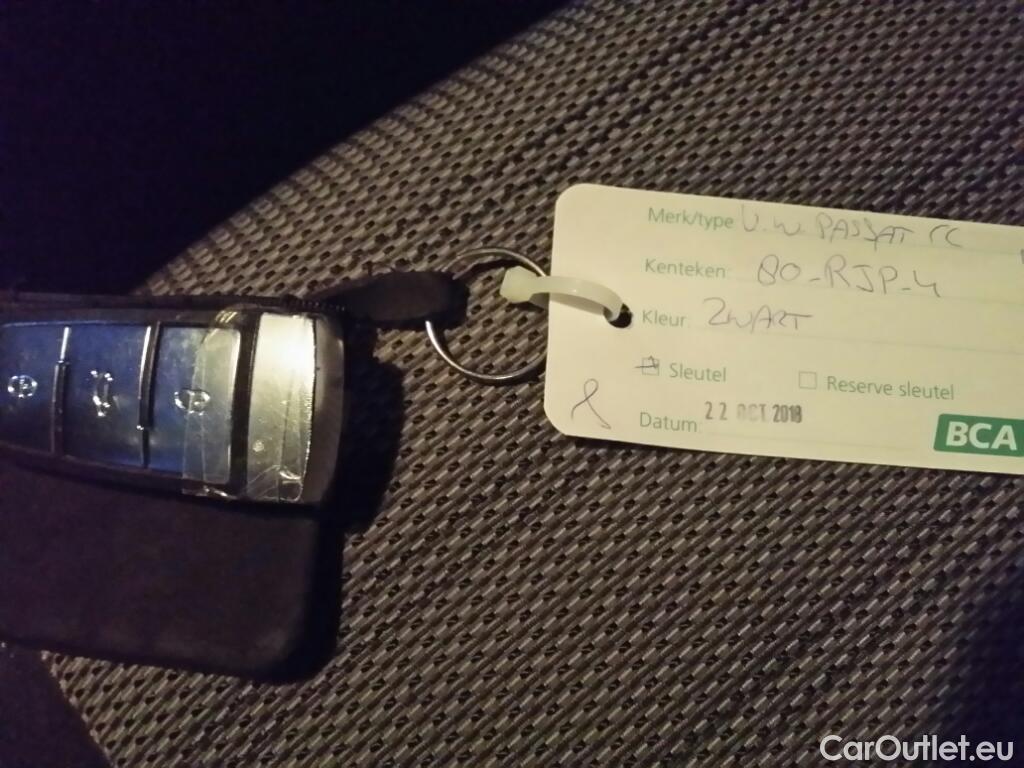 Merk/type V.W. PASSAT CC
Kenteken: 80-RJP-4
Kleur: ZWART
Sleutel Reserve sleutel
Datum: 22 OCT 2018
BCA
CarOutlet.eu